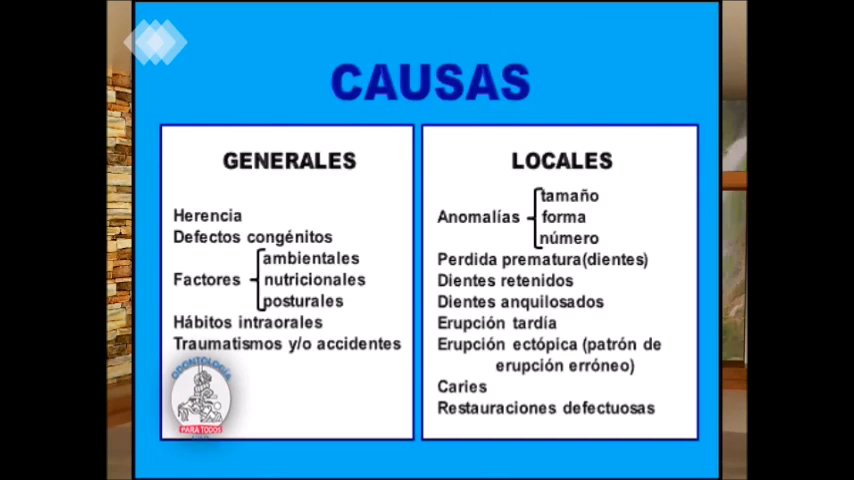 CAUSAS
GENERALES
Herencia
Defectos congénitos
Factores
ambientales
nutricionales
posturales
Hábitos intraorales
Traumatismos y/o accidentes
ODONTOLOGÍA
PARA TODOS
LOCALES
Anomalías
tamaño
forma
número
Perdida prematura(dientes)
Dientes retenidos
Dientes anquilosados
Erupción tardía
Erupción ectópica (patrón de
erupción erróneo)
Caries
Restauraciones defectuosas